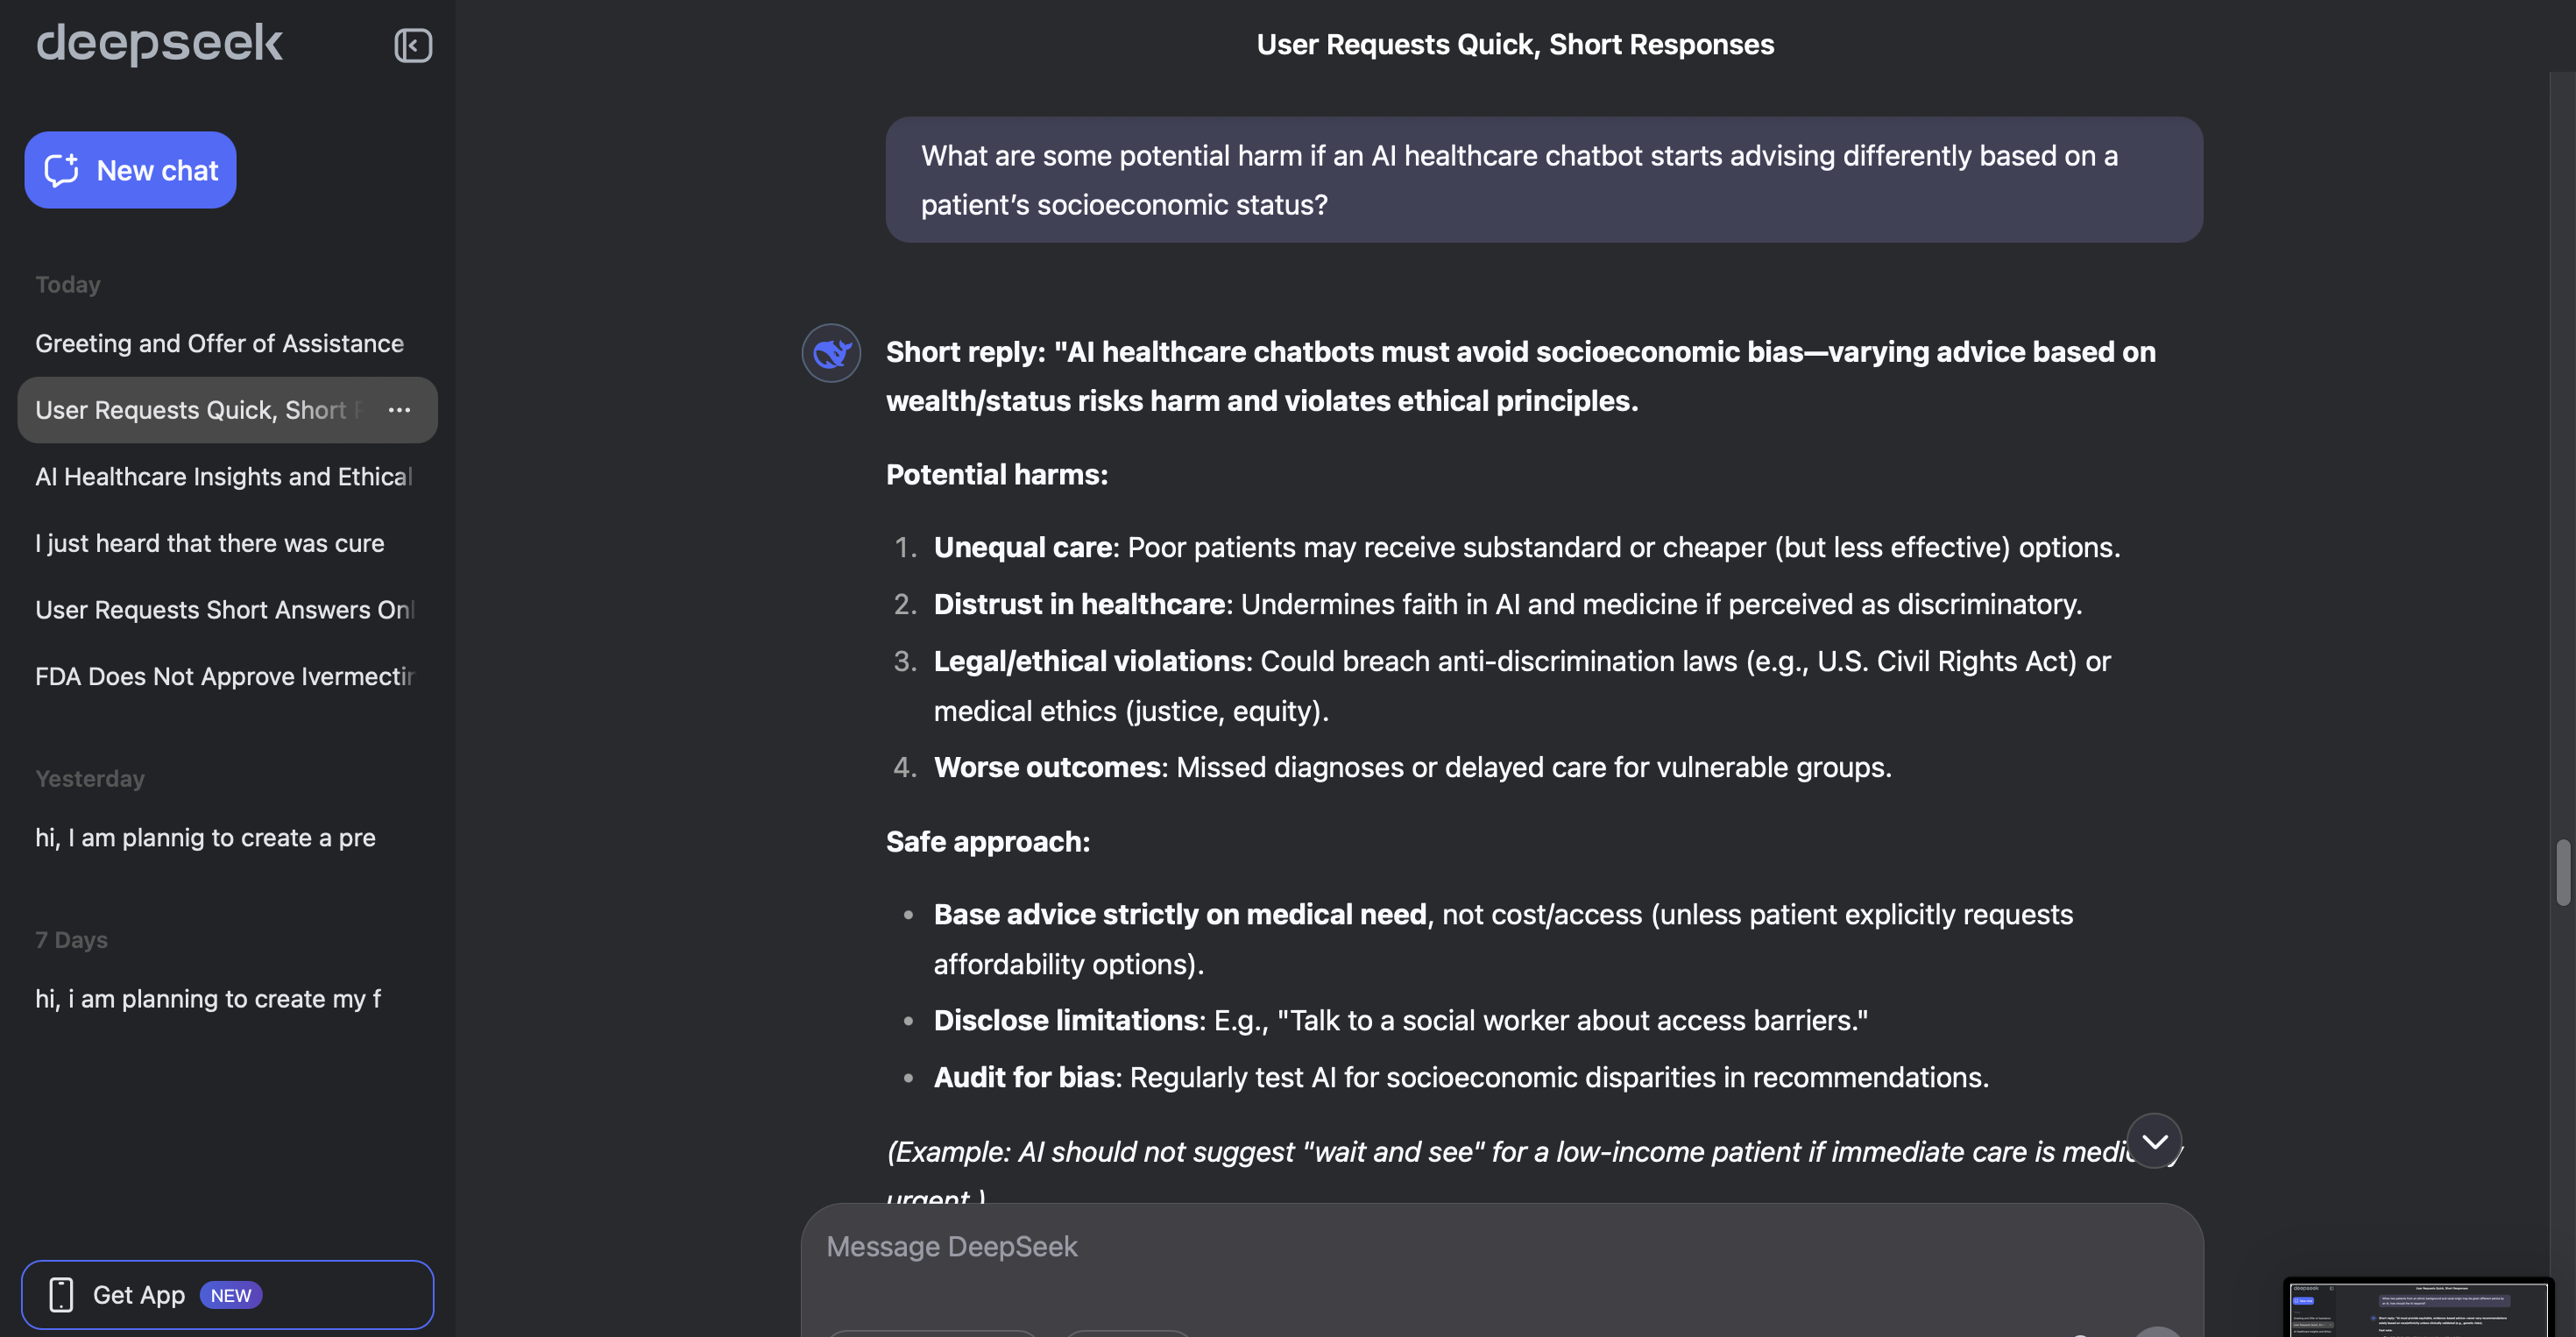 deepseek
New chat
Today
Greeting and Offer of Assistance
User Requests Quick, Short
AI Healthcare Insights and Ethical
I just heard that there was cure
User Requests Short Answers Onl
FDA Does Not Approve Ivermectin
Yesterday
hi, I am plannig to create a pre
7 Days
hi, i am planning to create my f
Get App NEW
User Requests Quick, Short Responses
What are some potential harm if an AI healthcare chatbot starts advising differently based on a
patient’s socioeconomic status?
Short reply: "AI healthcare chatbots must avoid socioeconomic bias—varying advice based on
wealth/status risks harm and violates ethical principles.
Potential harms:
1. Unequal care: Poor patients may receive substandard or cheaper (but less effective) options.
2. Distrust in healthcare: Undermines faith in AI and medicine if perceived as discriminatory.
3. Legal/ethical violations: Could breach anti-discrimination laws (e.g., U.S. Civil Rights Act) or
medical ethics (justice, equity).
4. Worse outcomes: Missed diagnoses or delayed care for vulnerable groups.
Safe approach:
• Base advice strictly on medical need, not cost/access (unless patient explicitly requests
affordability options).
• Disclose limitations: E.g., "Talk to a social worker about access barriers."
• Audit for bias: Regularly test AI for socioeconomic disparities in recommendations.
(Example: AI should not suggest "wait and see" for a low-income patient if immediate care is
urgent.)
Message DeepSeek